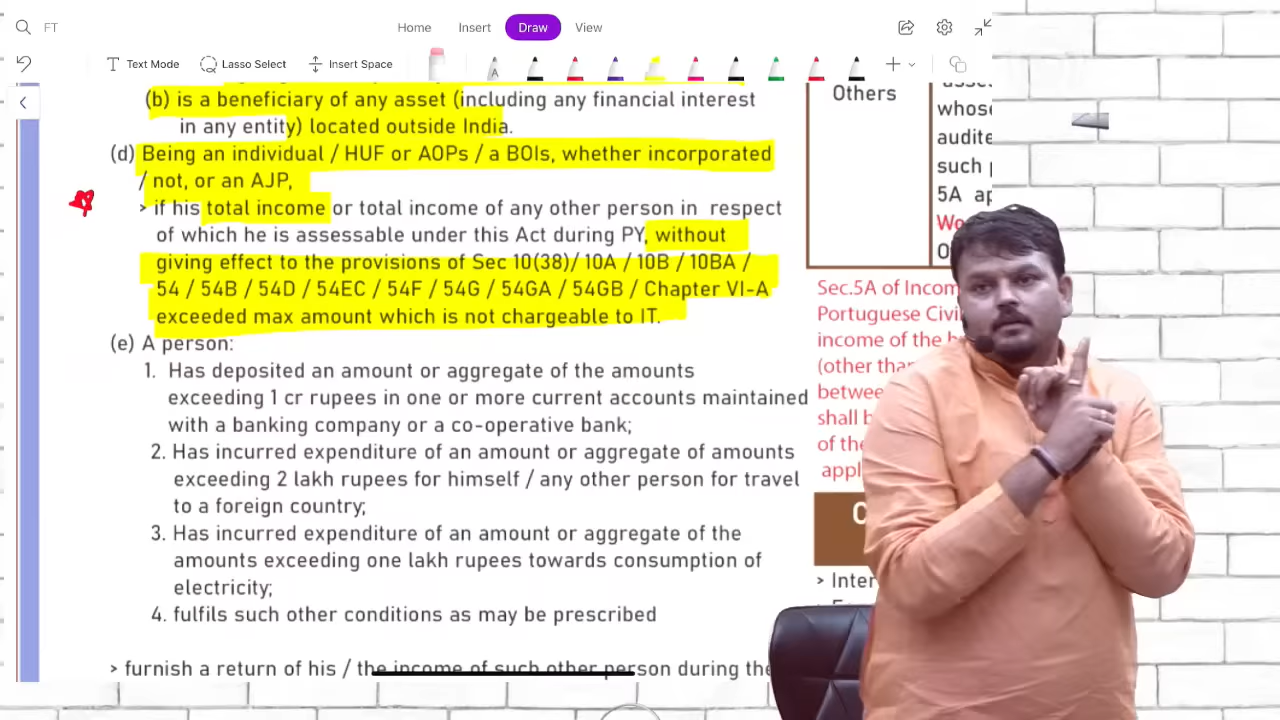 FT
Home Insert Draw View
Text Mode Lasso Select Insert Space
A
(b) is a beneficiary of any asset (including any financial interest
in any entity) located outside India.
(d) Being an individual / HUF or AOPs / a BOIs, whether incorporated
/ not, or an AJP,
> if his total income or total income of any other person in respect
of which he is assessable under this Act during PY, without
giving effect to the provisions of Sec 10(38)/ 10A / 10B / 10BA /
54 / 54B / 54D / 54EC / 54F / 54G / 54GA / 54GB / Chapter VI-A
exceeded max amount which is not chargeable to IT.
(e) A person:
1. Has deposited an amount or aggregate of the amounts
exceeding 1 cr rupees in one or more current accounts maintained
with a banking company or a co-operative bank;
2. Has incurred expenditure of an amount or aggregate of amounts
exceeding 2 lakh rupees for himself / any other person for travel
to a foreign country;
3. Has incurred expenditure of an amount or aggregate of the
amounts exceeding one lakh rupees towards consumption of
electricity;
4. fulfils such other conditions as may be prescribed
> furnish a return of his / the income of such other person during the
Others
whose
audite
such
5A ap
Wo
Sec.5A of Incom
Portuguese Civi
income of the
(other tha
betwee
shall b
of the
appl
> Inter